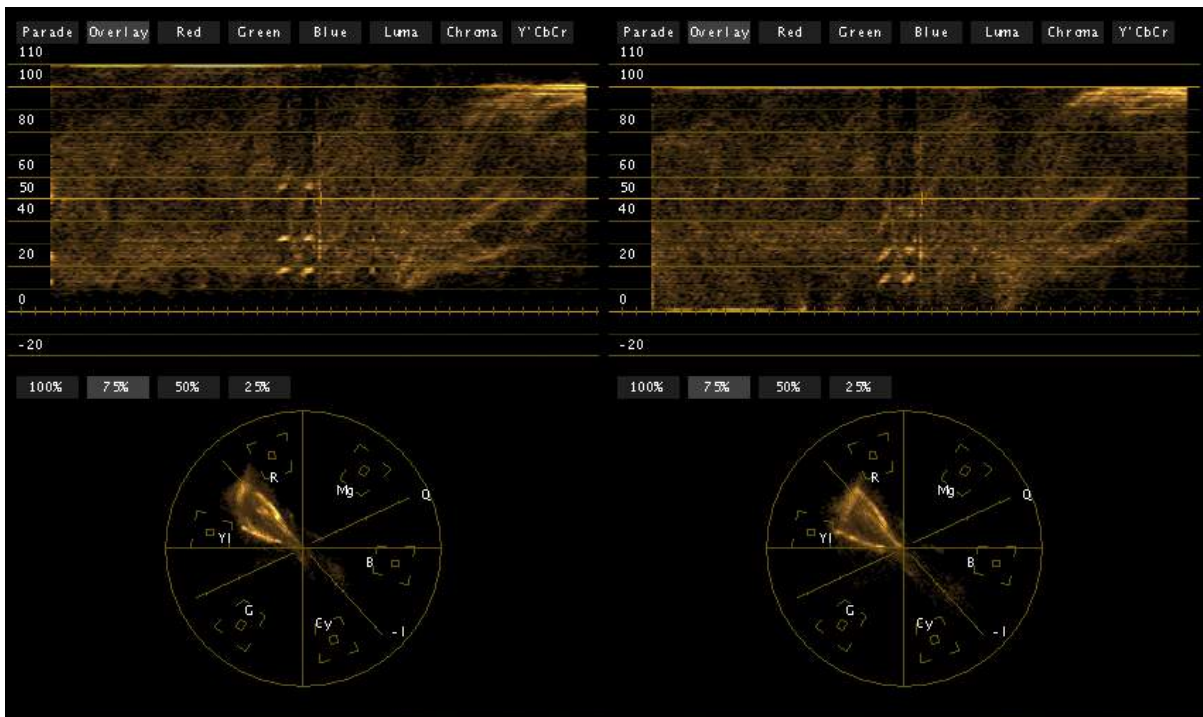 Parade Overlay Red Green Blue Luma Chroma Y'CbCr Parade Overlay Red Green Blue Luma Chroma Y'CbCr
110 110
100 100
80 80
60 60
50 50
40 40
20 20
0 0
-20 -20
100% 75% 50% 25% 100% 75% 50% 25%
R R
Mg Q Mg Q
Yl Yl
B B
G Cy -I G Cy -I